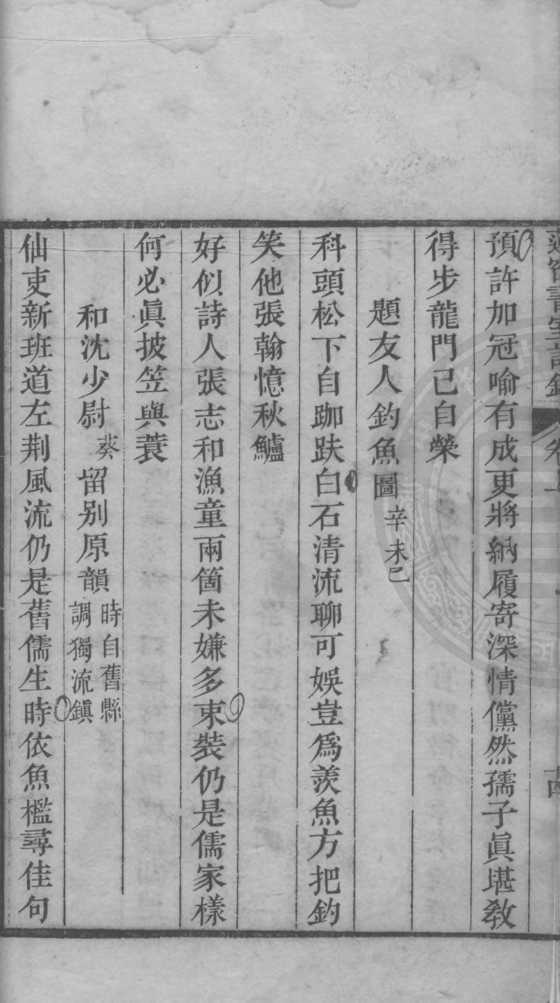 預許加冠喻有成更將納履寄深情儻然孺子眞堪敎
得步龍門已自榮
題友人釣魚圖辛未已
科頭松下自跏趺白石清流聊可娛豈爲羨魚方把釣
笑他張翰憶秋鱸
好似詩人張志和漁童兩箇未嫌多束裝仍是儒家樣
何必眞披笠與蓑
和沈少尉葵留别原韻時自舊縣調獨流鎭
仙吏新班道左荆風流仍是舊儒生時依魚檻尋佳句